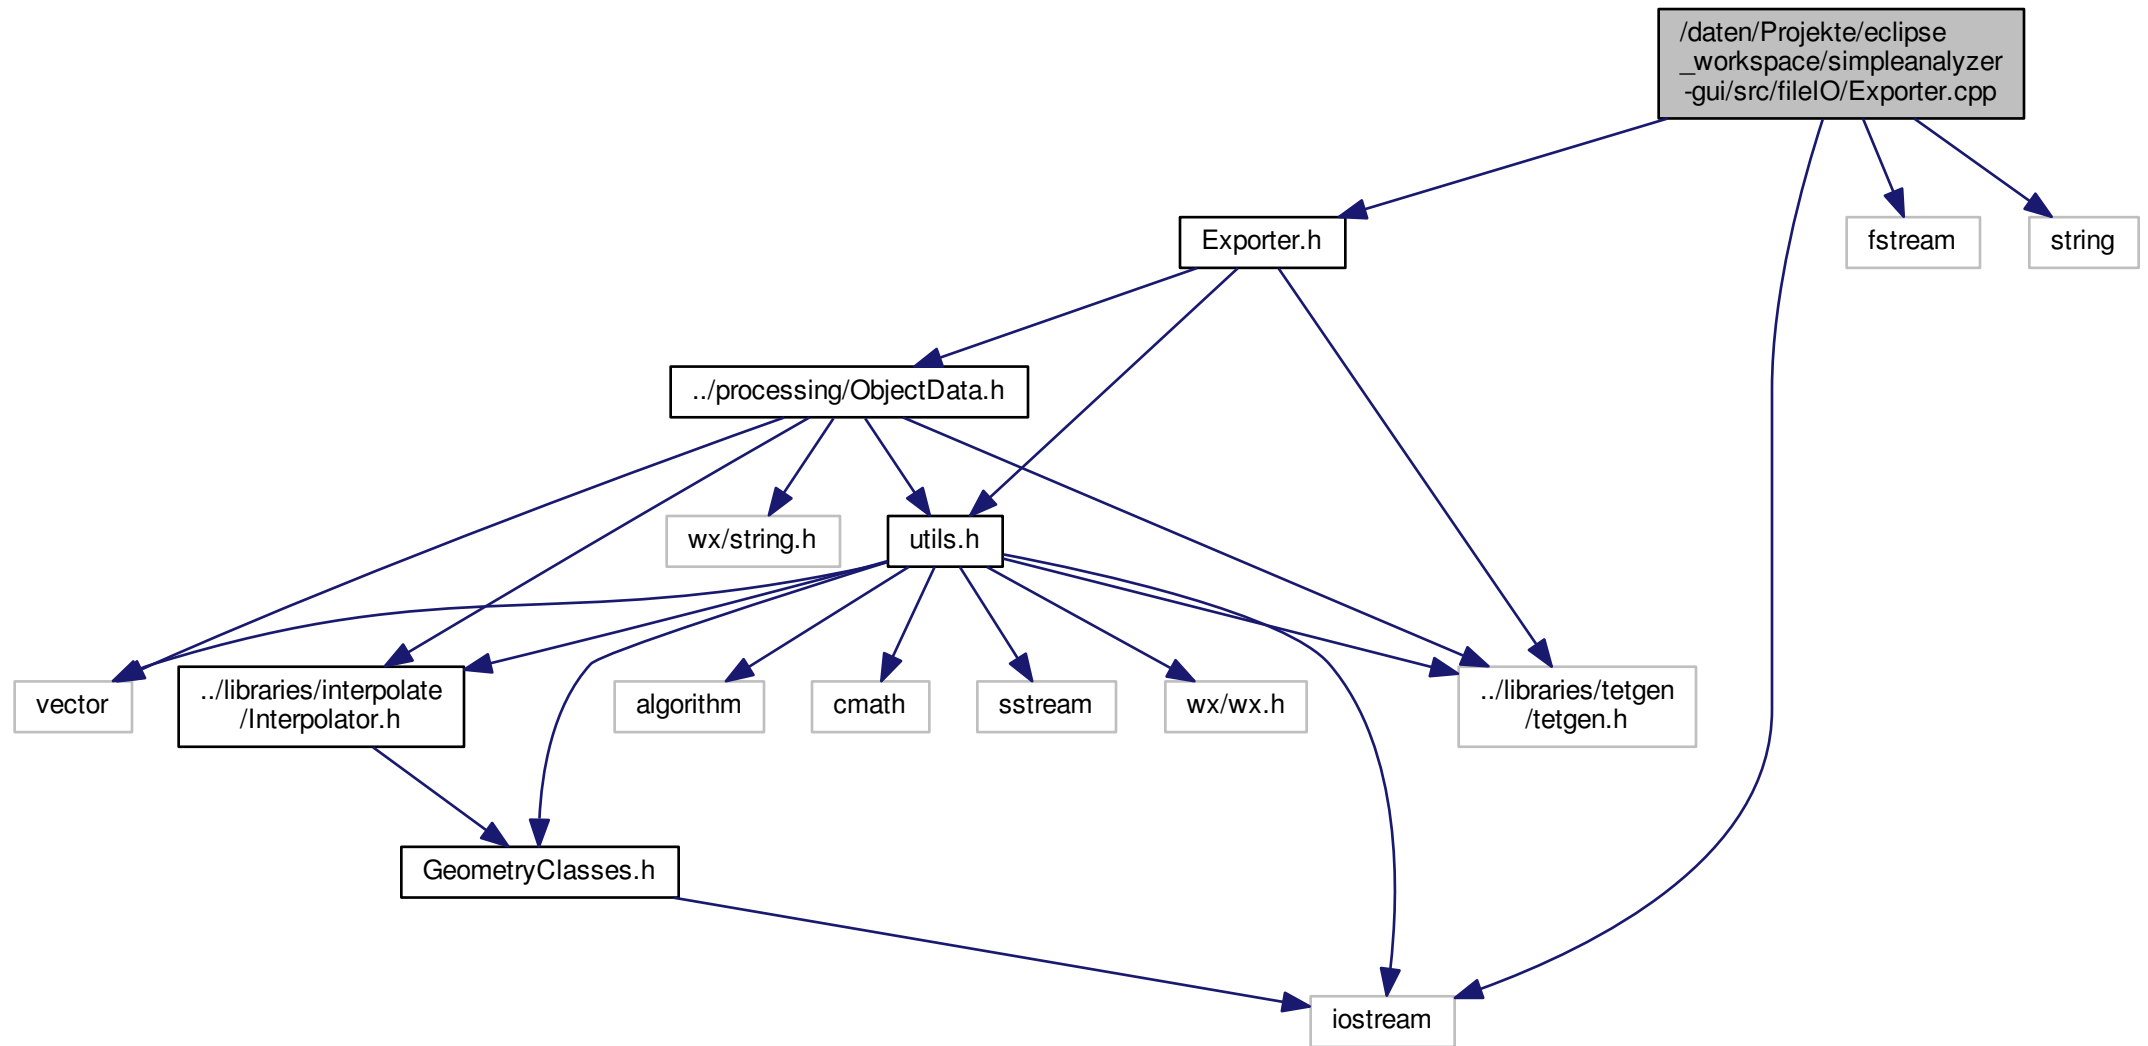 /daten/Projekte/eclipse
_workspace/simpleanalyzer
-gui/src/fileIO/Exporter.cpp
Exporter.h
fstream
string
../processing/ObjectData.h
wx/string.h
utils.h
vector
../libraries/interpolate
/Interpolator.h
algorithm
cmath
sstream
wx/wx.h
../libraries/tetgen
/tetgen.h
GeometryClasses.h
iostream